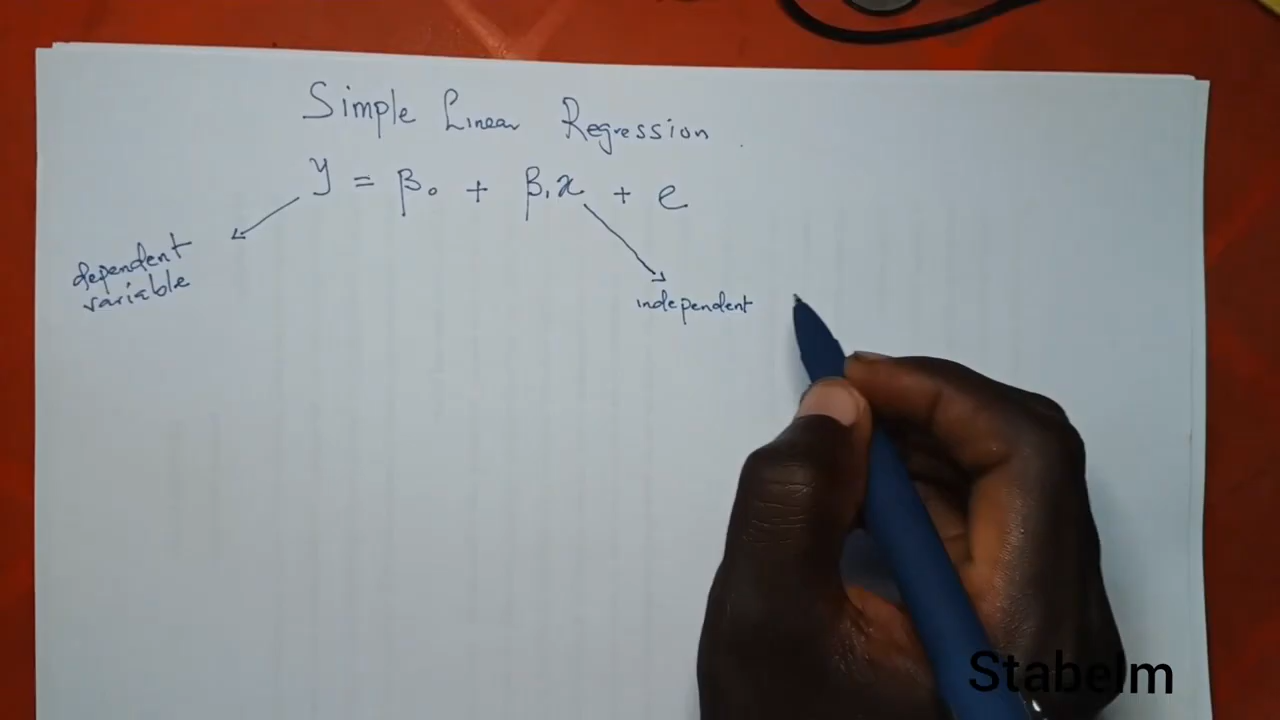 Simple Linear Regression
y = β₀ + β₁x + e
dependent
variable
independent
Stabelm